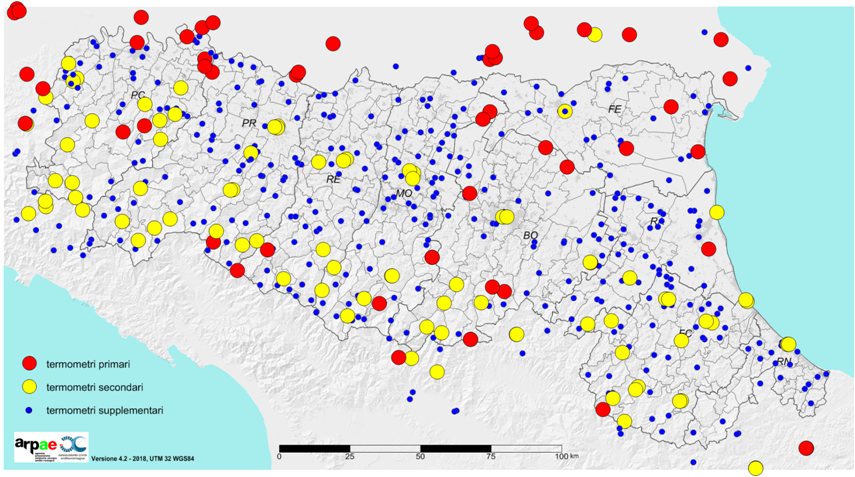 PC
PR
FE
RE
MO
BO
RA
FC
RN
termometri primari
termometri secondari
termometri supplementari
arpae
Versione 4.2 - 2018, UTM 32 WGS84
0 25 50 75 100 km